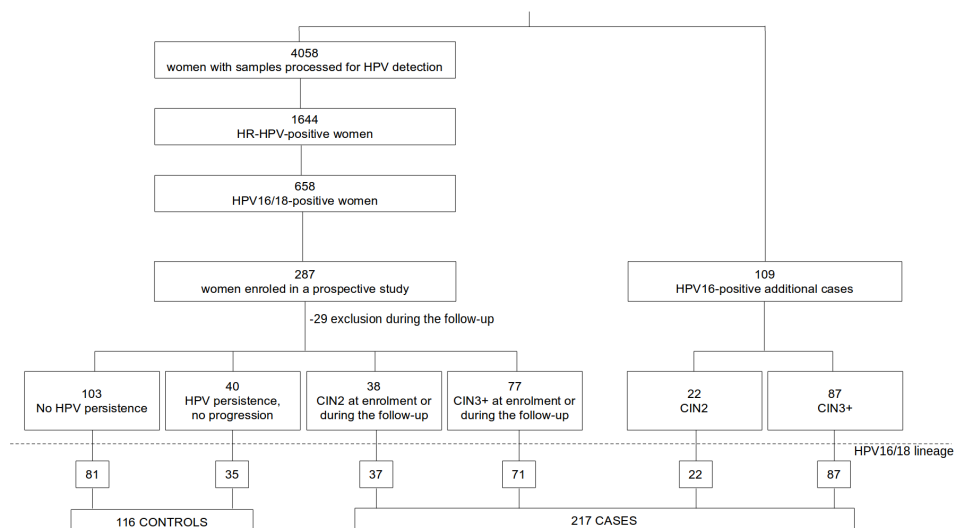 4058
women with samples processed for HPV detection
1644
HR-HPV-positive women
658
HPV16/18-positive women
287
women enroled in a prospective study
109
HPV16-positive additional cases
-29 exclusion during the follow-up
103
No HPV persistence
40
HPV persistence,
no progression
38
CIN2 at enrolment or
during the follow-up
77
CIN3+ at enrolment or
during the follow-up
22
CIN2
87
CIN3+
HPV16/18 lineage
81
35
37
71
22
87
116 CONTROLS
217 CASES